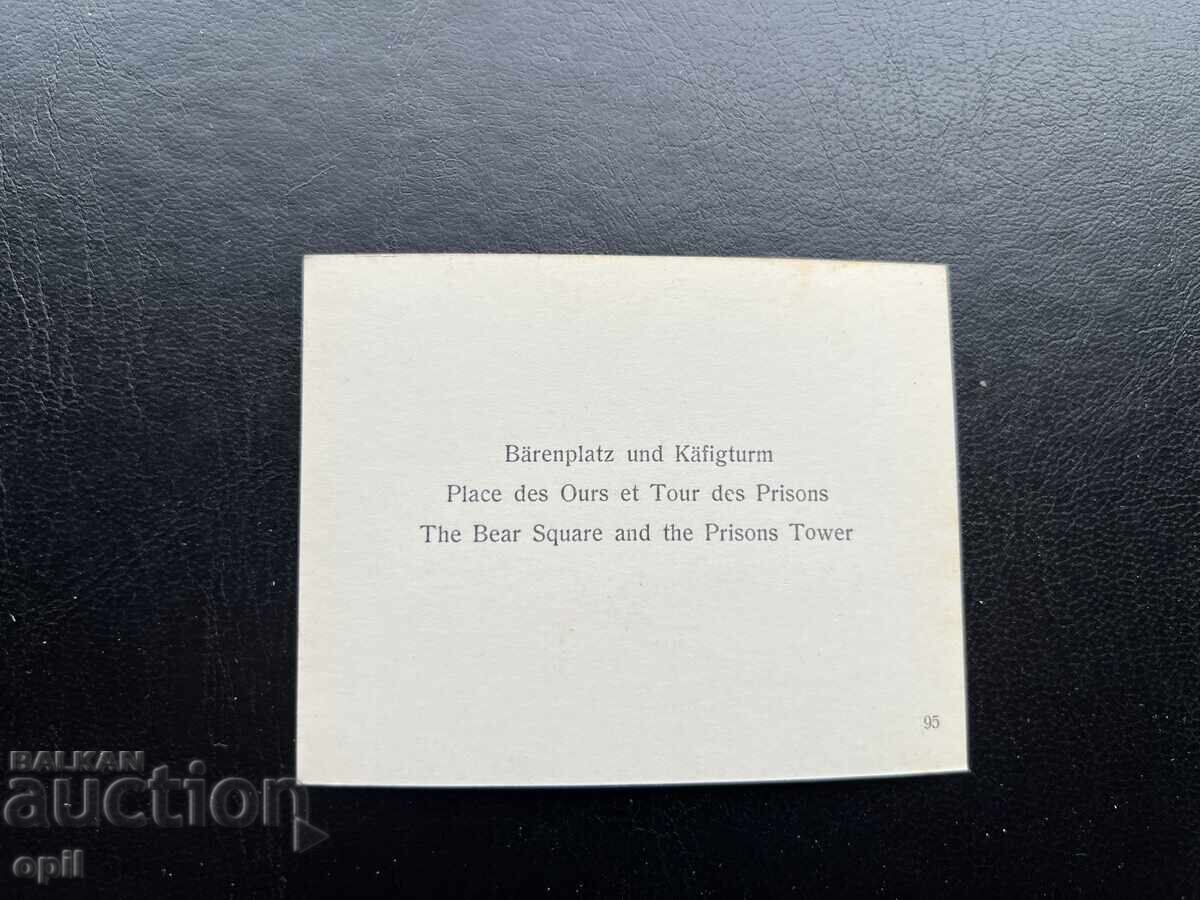 Bärenplatz und Käfigturm
Place des Ours et Tour des Prisons
The Bear Square and the Prisons Tower
95
BALKAN
auction
opil